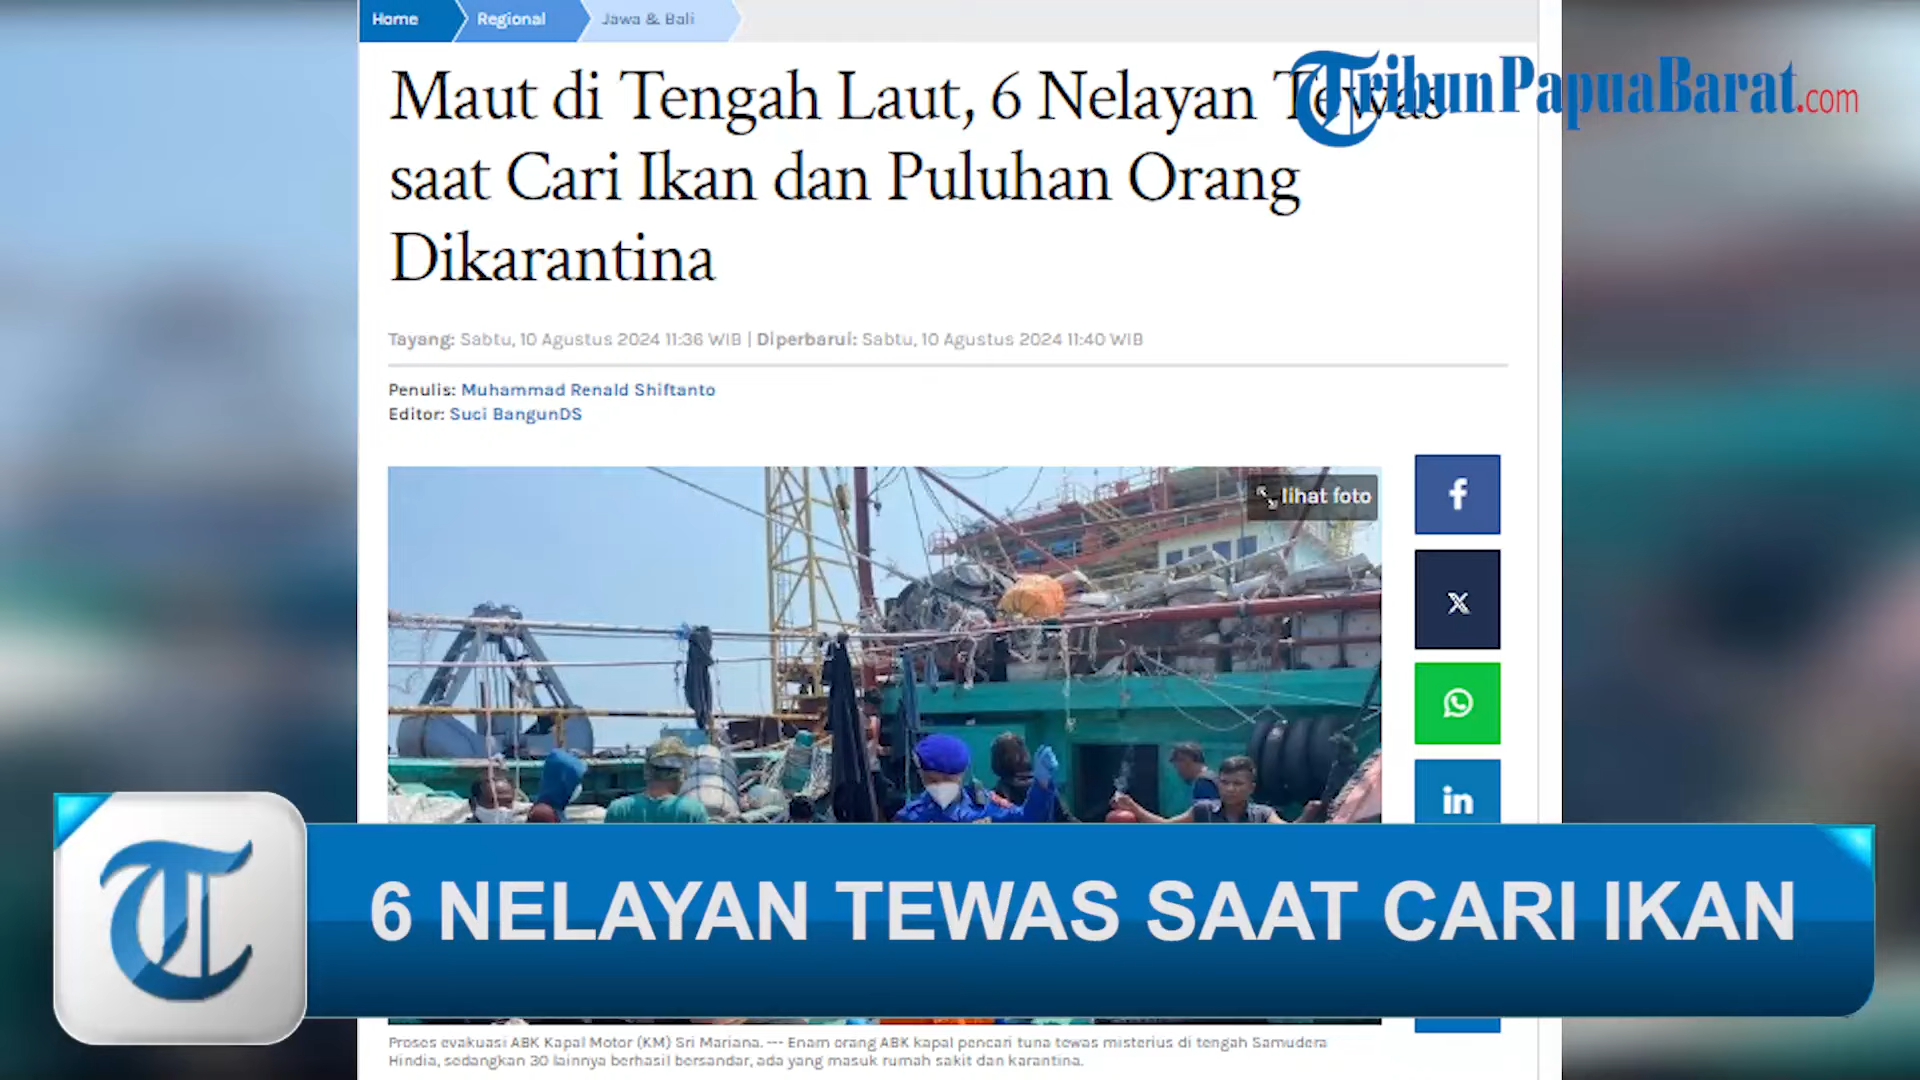 Home Regional Jawa & Bali
TribunPapuaBarat.com
Maut di Tengah Laut, 6 Nelayan Tewas
saat Cari Ikan dan Puluhan Orang
Dikarantina
Tayang: Sabtu, 10 Agustus 2024 11:36 WIB | Diperbarui: Sabtu, 10 Agustus 2024 11:40 WIB
Penulis: Muhammad Renald Shiftanto
Editor: Suci BangunDS
lihat foto
6 NELAYAN TEWAS SAAT CARI IKAN
Proses evakuasi ABK Kapal Motor (KM) Sri Mariana. --- Enam orang ABK kapal pencari tuna tewas misterius di tengah Samudera
Hindia, sedangkan 30 lainnya berhasil bersandar, ada yang masuk rumah sakit dan karantina.